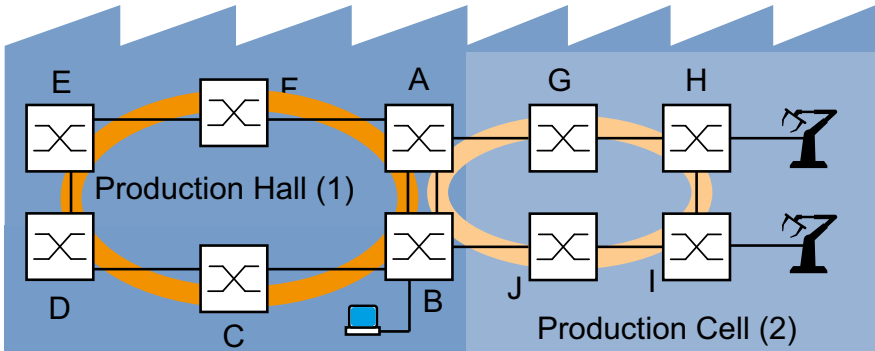 E
A
G
H
Production Hall (1)
D
C
B
J
I
Production Cell (2)